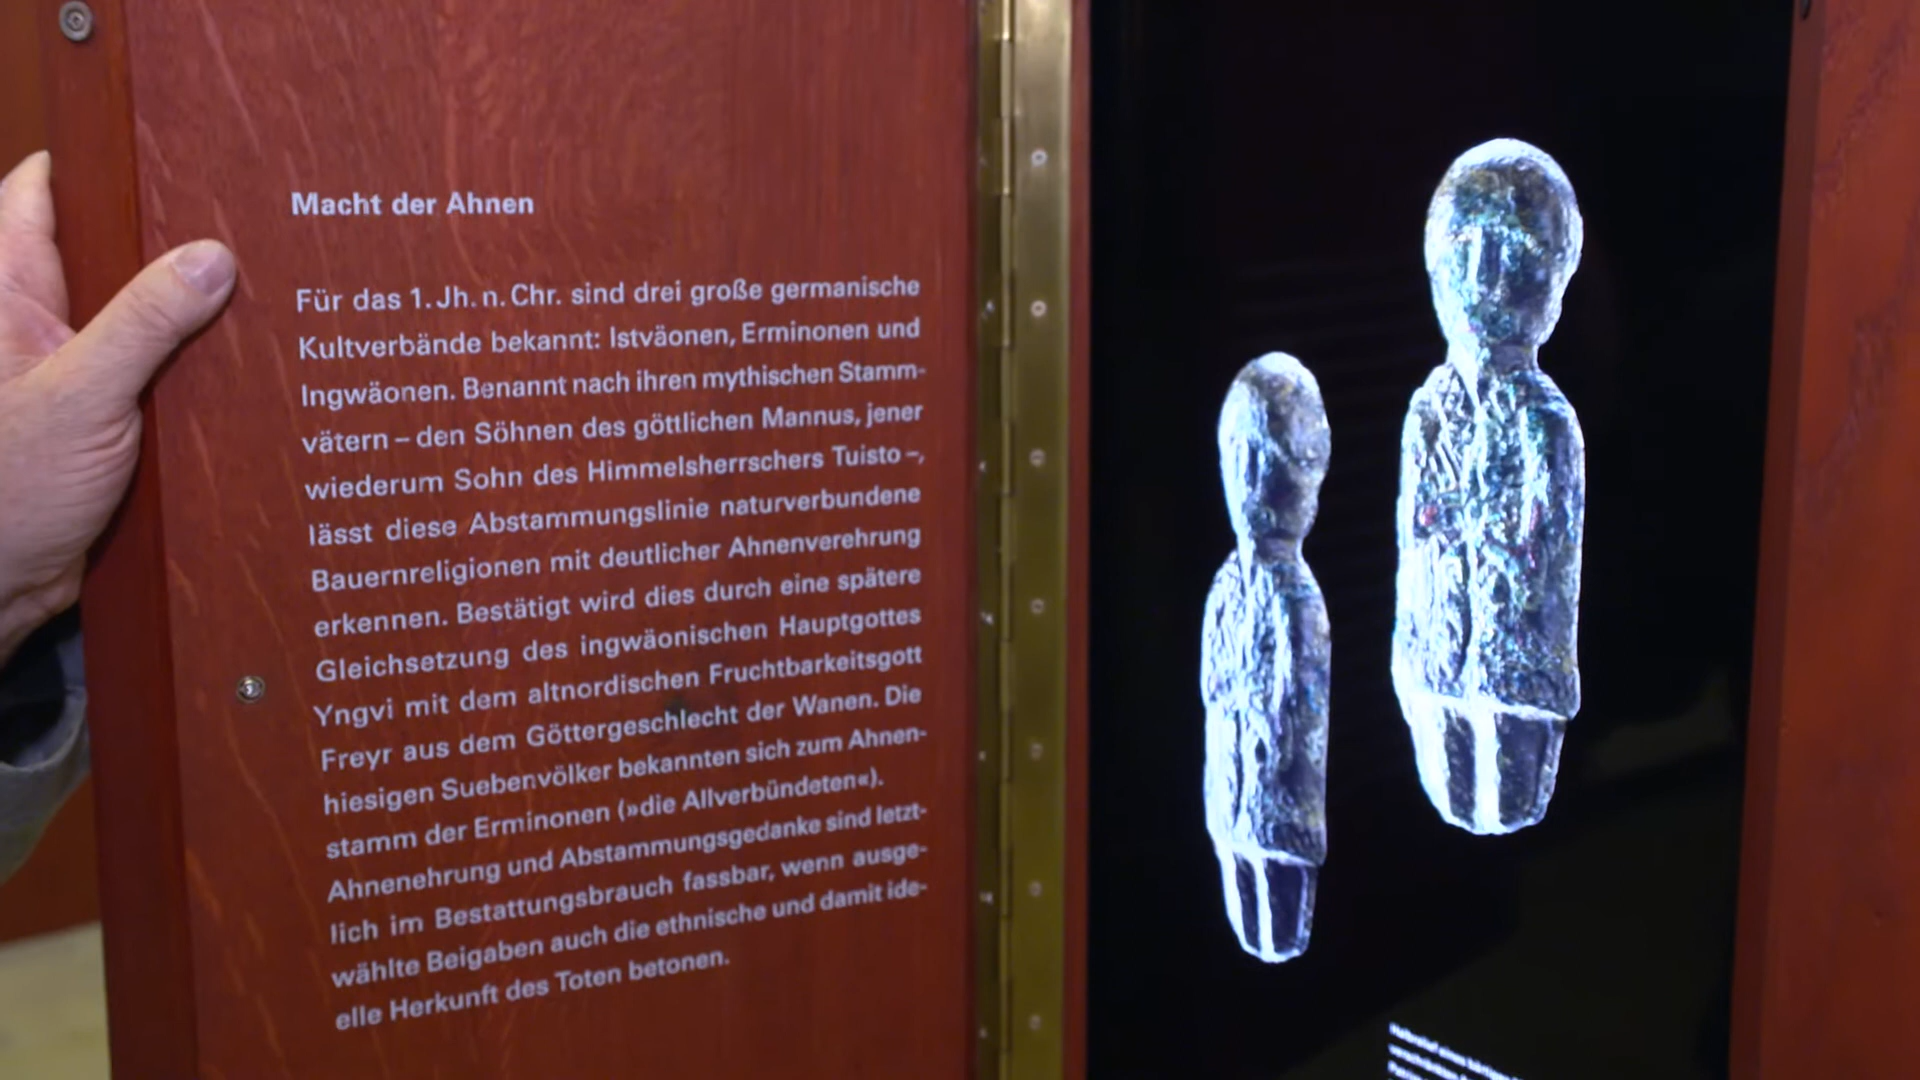 Macht der Ahnen
Für das 1. Jh. n. Chr. sind drei große germanische
Kultverbände bekannt: Istväonen, Erminonen und
Ingwäonen. Benannt nach ihren mythischen Stamm-
vätern – den Söhnen des göttlichen Mannus, jener
wiederum Sohn des Himmelsherrschers Tuisto –,
lässt diese Abstammungslinie naturverbundene
Bauernreligionen mit deutlicher Ahnenverehrung
erkennen. Bestätigt wird dies durch eine spätere
Gleichsetzung des ingwäonischen Hauptgottes
Yngvi mit dem altnordischen Fruchtbarkeitsgott
Freyr aus dem Göttergeschlecht der Wanen. Die
hiesigen Suebenvölker bekannten sich zum Ahnen-
stamm der Erminonen (»die Allverbündeten«).
Ahnenehrung und Abstammungsgedanke sind letzt-
lich im Bestattungsbrauch fassbar, wenn ausge-
wählte Beigaben auch die ethnische und damit ide-
elle Herkunft des Toten betonen.